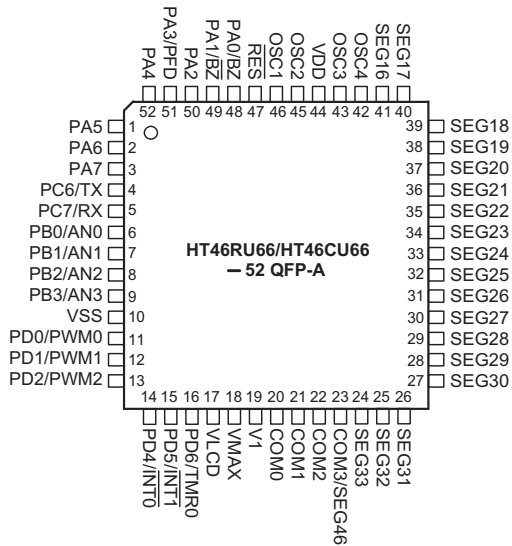 PA4
PA3/PFD
PA2
PA1/BZ
PA0/BZ
RES
OSC1
OSC2
VDD
OSC3
OSC4
SEG16
SEG17
52 51 50 49 48 47 46 45 44 43 42 41 40
PA5 1
PA6 2
PA7 3
PC6/TX 4
PC7/RX 5
PB0/AN0 6
PB1/AN1 7
PB2/AN2 8
PB3/AN3 9
VSS 10
PD0/PWM0 11
PD1/PWM1 12
PD2/PWM2 13
HT46RU66/HT46CU66
– 52 QFP-A
39 SEG18
38 SEG19
37 SEG20
36 SEG21
35 SEG22
34 SEG23
33 SEG24
32 SEG25
31 SEG26
30 SEG27
29 SEG28
28 SEG29
27 SEG30
14 15 16 17 18 19 20 21 22 23 24 25 26
PD4/INT0
PD5/INT1
PD6/TMR0
VLCD
VMAX
V1
COM0
COM1
COM2
COM3/SEG46
SEG33
SEG32
SEG31